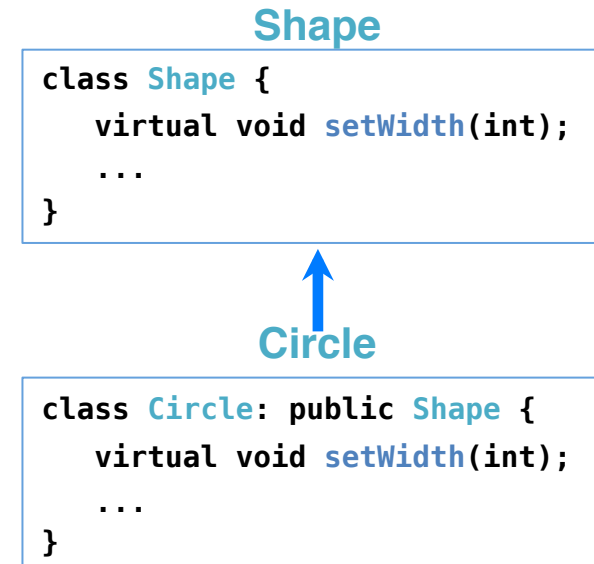 Shape
class Shape {
   virtual void setWidth(int);
   ...
}
Circle
class Circle: public Shape {
   virtual void setWidth(int);
   ...
}